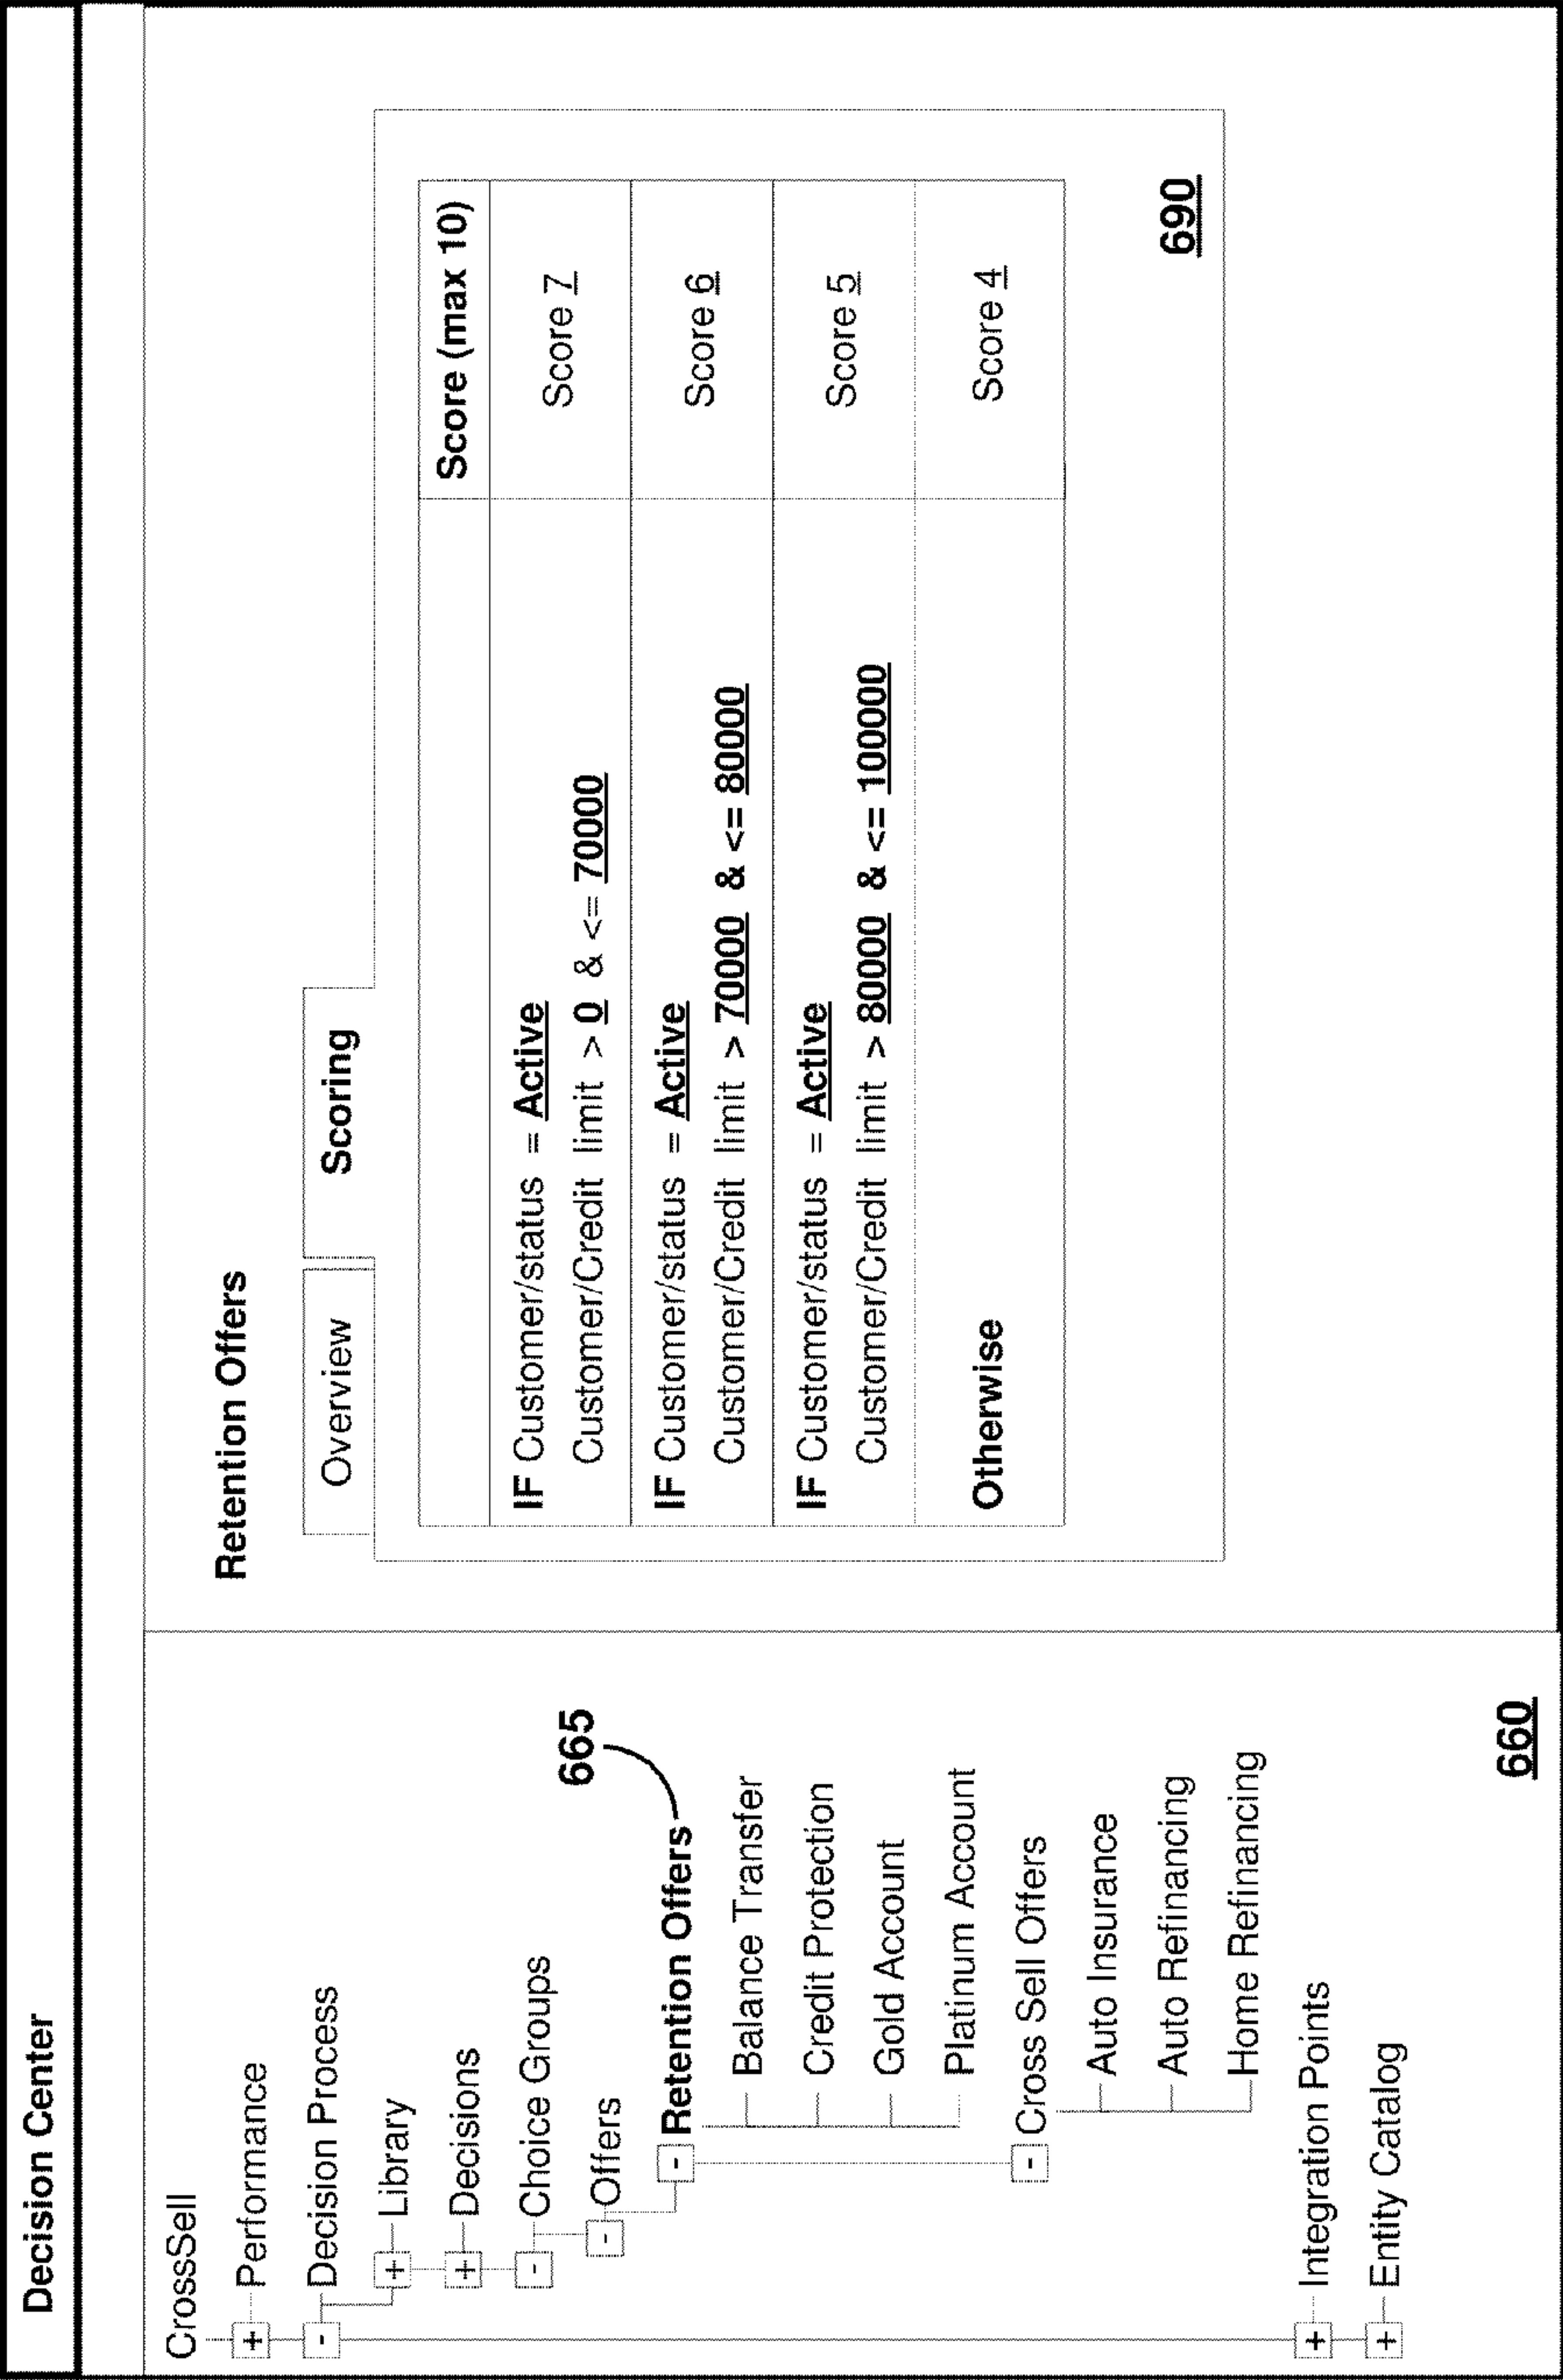 Decision Center
CrossSell
+ Performance
- Decision Process
+ Library
+ Decisions
- Choice Groups
- Offers
665
- Retention Offers
Balance Transfer
Credit Protection
Gold Account
Platinum Account
- Cross Sell Offers
Auto Insurance
Auto Refinancing
Home Refinancing
+ Integration Points
+ Entity Catalog
660
Retention Offers
Overview Scoring
Score (max 10)
IF Customer/status = Active
Customer/Credit limit > 0 & <= 70000
Score 7
IF Customer/status = Active
Customer/Credit limit > 70000 & <= 80000
Score 6
IF Customer/status = Active
Customer/Credit limit > 80000 & <= 100000
Score 5
Otherwise
Score 4
690